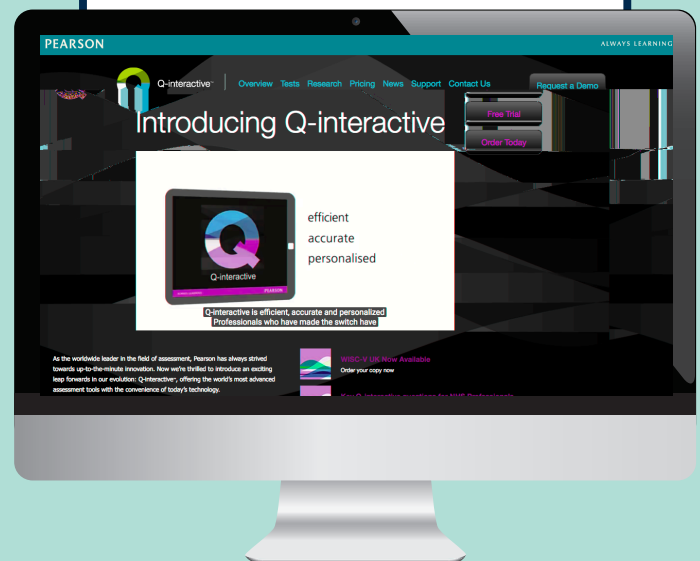 PEARSON
ALWAYS LEARNING
Q-interactive™
Overview Tests Research Pricing News Support Contact Us
Request a Demo
Free Trial
Order Today
Introducing Q-interactive
efficient
accurate
personalised
Q-interactive
PEARSON
Q-interactive is efficient, accurate and personalized
Professionals who have made the switch have
As the worldwide leader in the field of assessment, Pearson has always strived
towards up-to-the-minute innovation. Now we're thrilled to introduce an exciting
leap forwards in our evolution: Q-interactive™, offering the world's most advanced
assessment tools with the convenience of today's technology.
WISC-V UK Now Available
Order your copy now